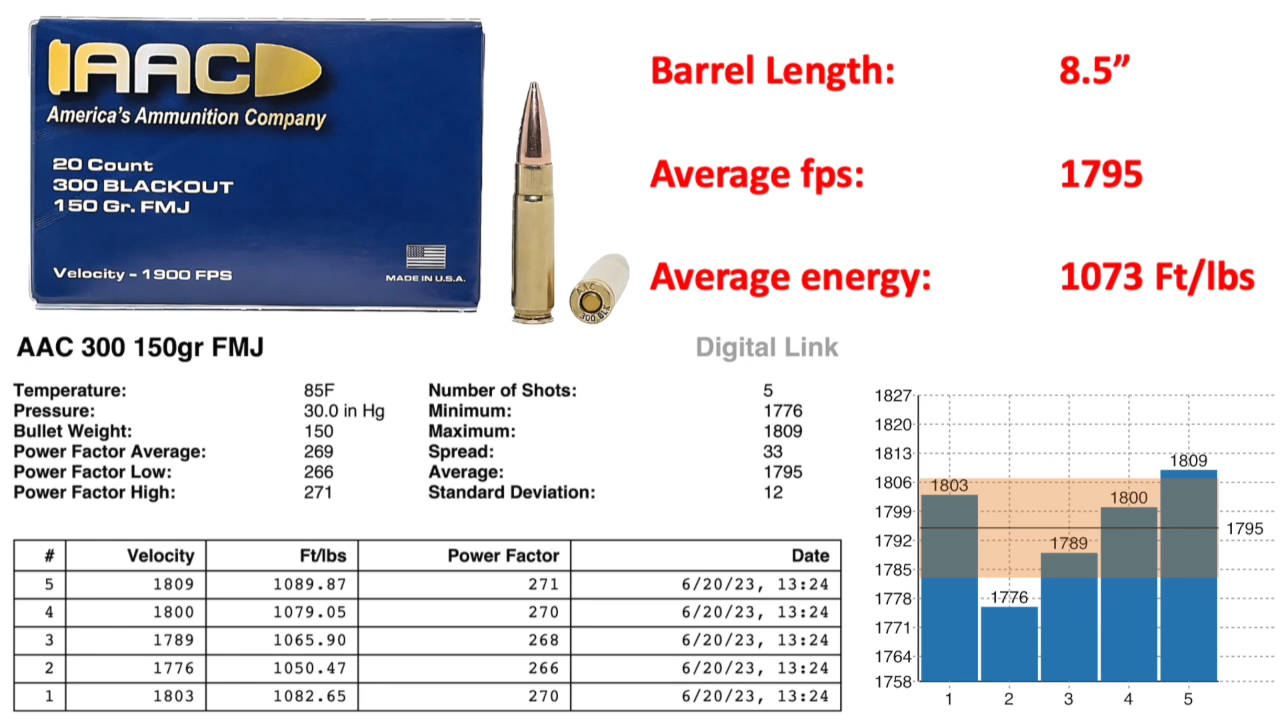 AAC
America's Ammunition Company
20 Count
300 BLACKOUT
150 Gr. FMJ
Velocity - 1900 FPS
MADE IN U.S.A.
AAC
300 BLK
Barrel Length: 8.5”
Average fps: 1795
Average energy: 1073 Ft/lbs
AAC 300 150gr FMJ
Digital Link
Temperature: 85F
Pressure: 30.0 in Hg
Bullet Weight: 150
Power Factor Average: 269
Power Factor Low: 266
Power Factor High: 271
Number of Shots: 5
Minimum: 1776
Maximum: 1809
Spread: 33
Average: 1795
Standard Deviation: 12
# Velocity Ft/lbs Power Factor Date
5 1809 1089.87 271 6/20/23, 13:24
4 1800 1079.05 270 6/20/23, 13:24
3 1789 1065.90 268 6/20/23, 13:24
2 1776 1050.47 266 6/20/23, 13:24
1 1803 1082.65 270 6/20/23, 13:24
1827
1820
1813
1806
1799
1792
1785
1778
1771
1764
1758
1803
1776
1789
1800
1809
1795
1 2 3 4 5